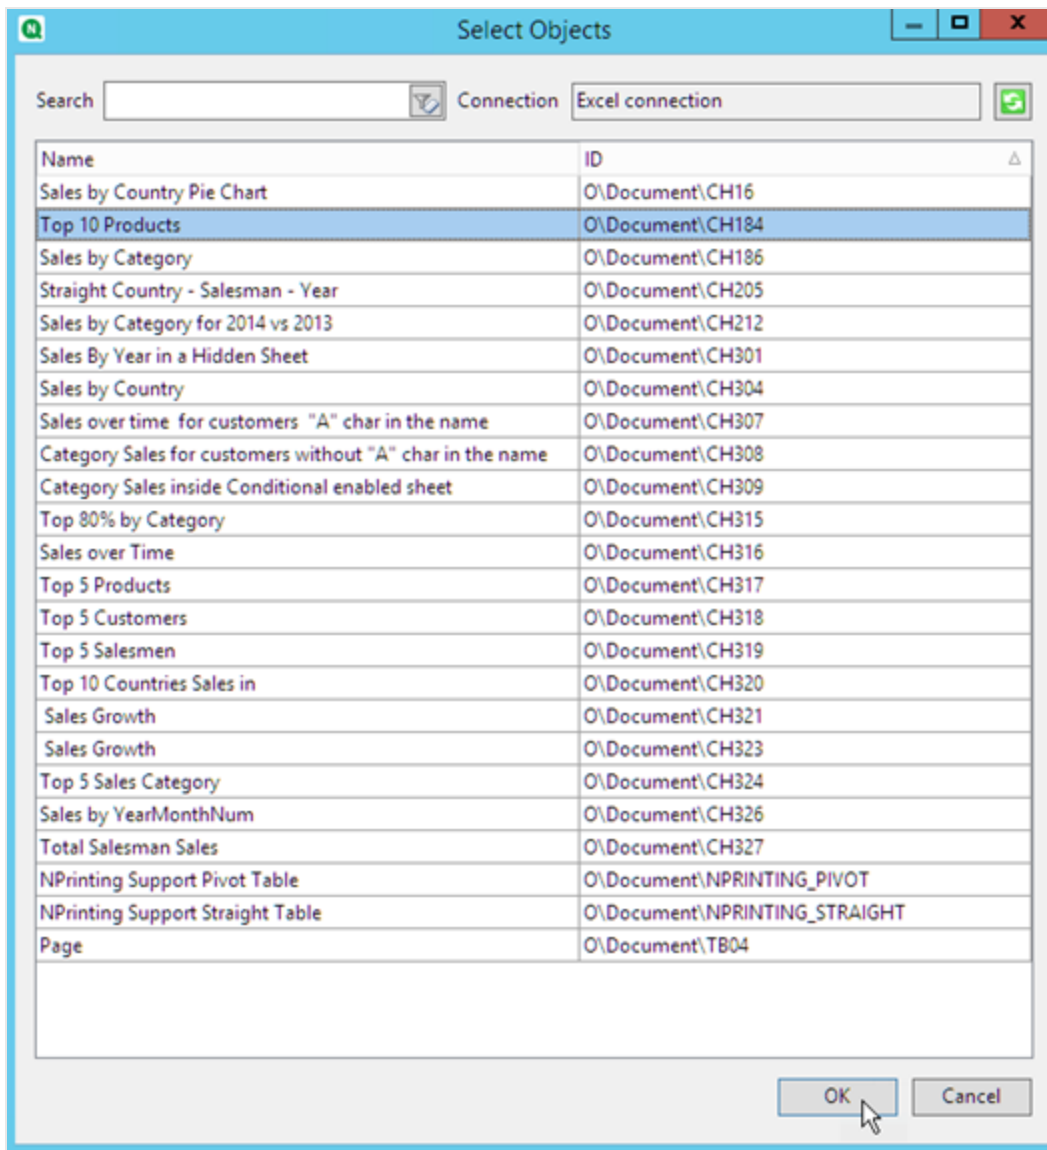 Select Objects
Search Connection Excel connection
Name ID
Sales by Country Pie Chart O\Document\CH16
Top 10 Products O\Document\CH184
Sales by Category O\Document\CH186
Straight Country - Salesman - Year O\Document\CH205
Sales by Category for 2014 vs 2013 O\Document\CH212
Sales By Year in a Hidden Sheet O\Document\CH301
Sales by Country O\Document\CH304
Sales over time  for customers  "A" char in the name O\Document\CH307
Category Sales for customers without "A" char in the name O\Document\CH308
Category Sales inside Conditional enabled sheet O\Document\CH309
Top 80% by Category O\Document\CH315
Sales over Time O\Document\CH316
Top 5 Products O\Document\CH317
Top 5 Customers O\Document\CH318
Top 5 Salesmen O\Document\CH319
Top 10 Countries Sales in O\Document\CH320
Sales Growth O\Document\CH321
Sales Growth O\Document\CH323
Top 5 Sales Category O\Document\CH324
Sales by YearMonthNum O\Document\CH326
Total Salesman Sales O\Document\CH327
NPrinting Support Pivot Table O\Document\NPRINTING_PIVOT
NPrinting Support Straight Table O\Document\NPRINTING_STRAIGHT
Page O\Document\TB04
OK Cancel